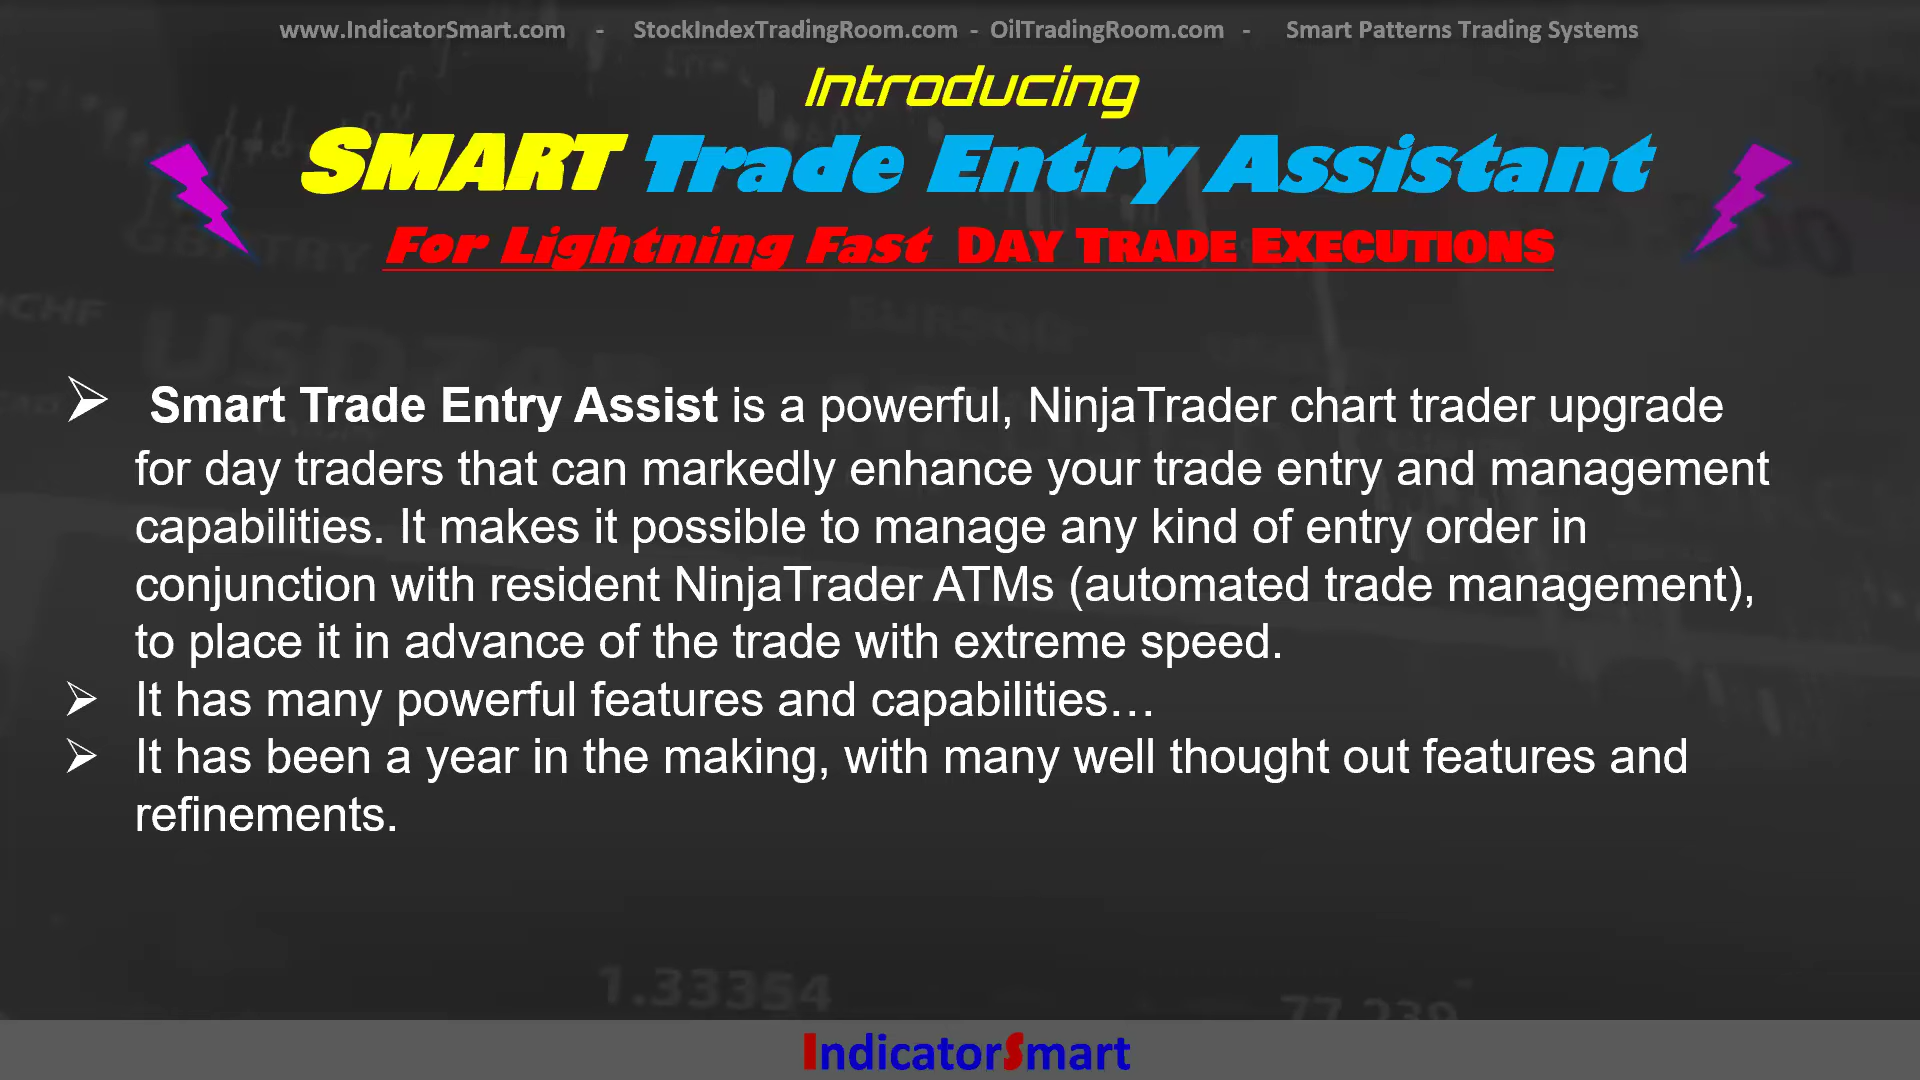 www.IndicatorSmart.com - StockIndexTradingRoom.com - OilTradingRoom.com - Smart Patterns Trading Systems
Introducing
SMART Trade Entry Assistant
For Lightning Fast DAY TRADE EXECUTIONS
➢ Smart Trade Entry Assist is a powerful, NinjaTrader chart trader upgrade
for day traders that can markedly enhance your trade entry and management
capabilities. It makes it possible to manage any kind of entry order in
conjunction with resident NinjaTrader ATMs (automated trade management),
to place it in advance of the trade with extreme speed.
➢ It has many powerful features and capabilities…
➢ It has been a year in the making, with many well thought out features and
refinements.
1.33354
77.239
IndicatorSmart